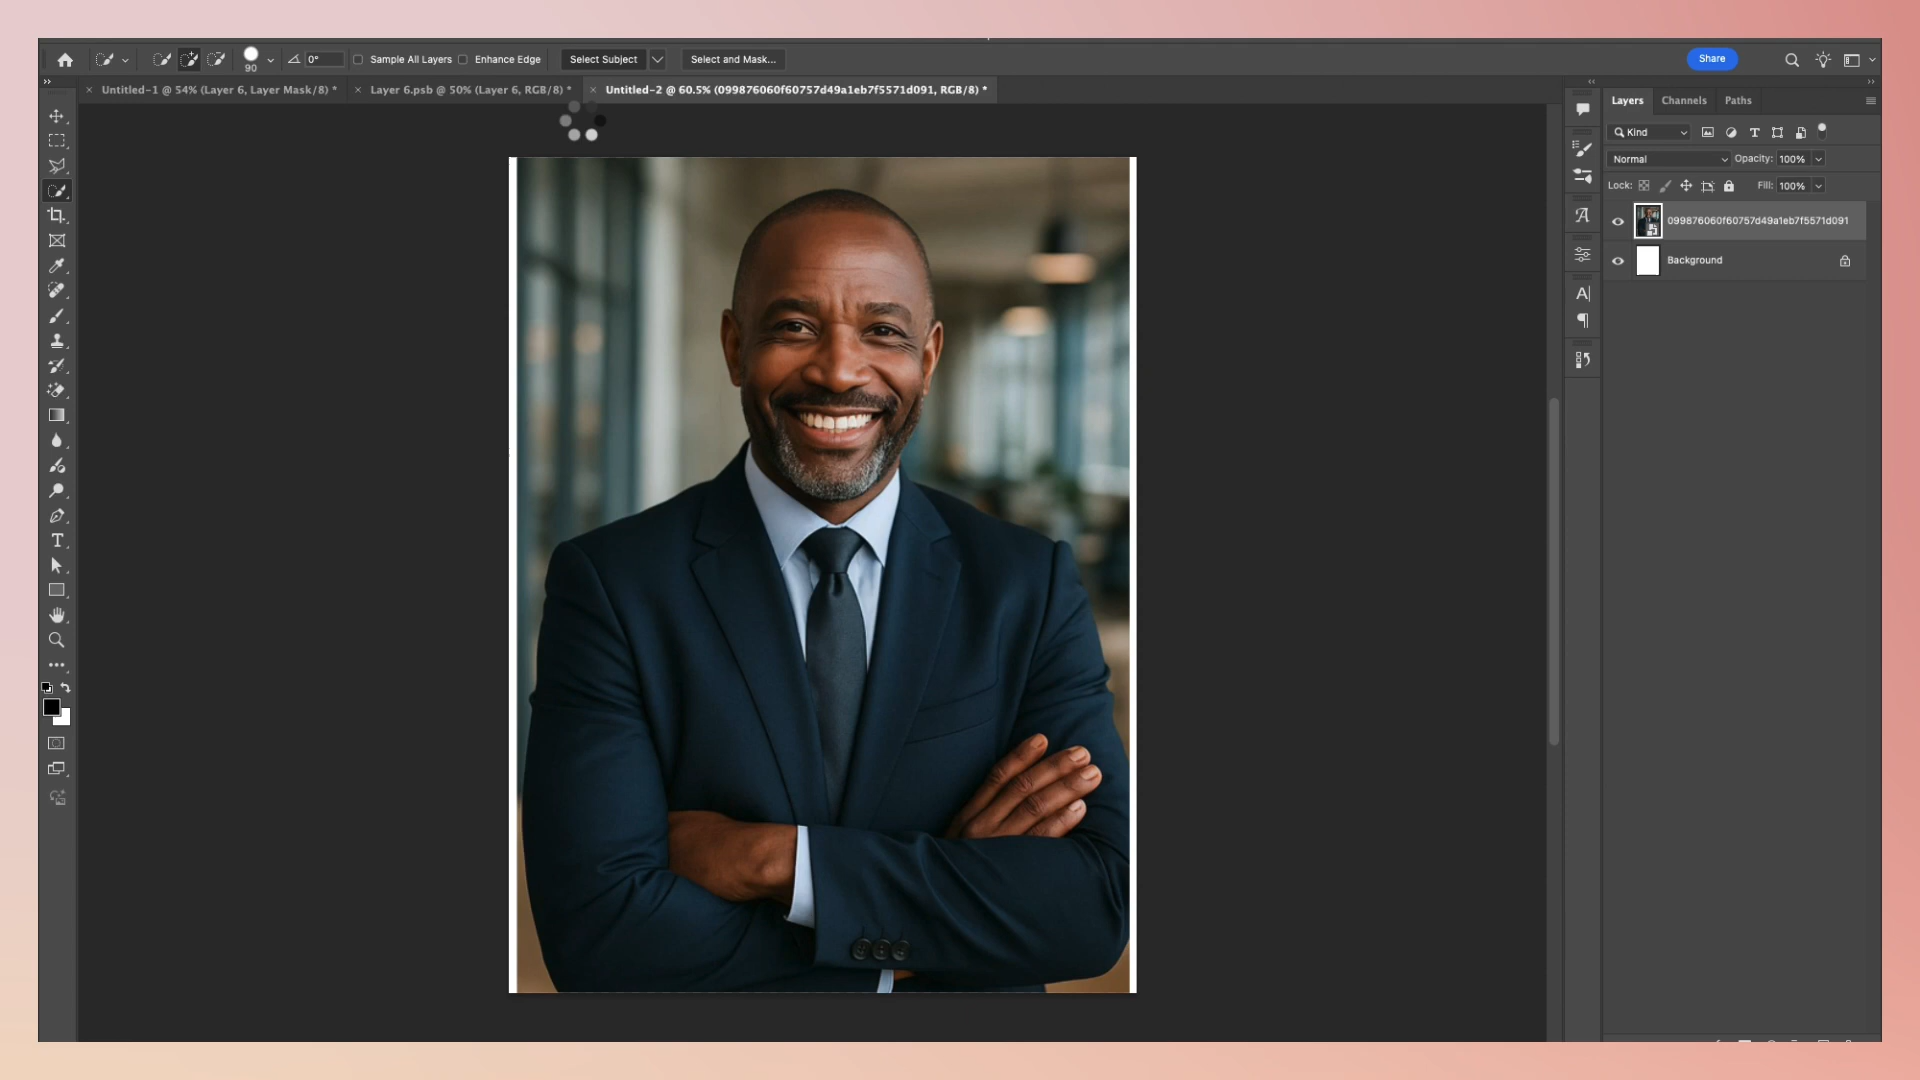 90
0°
Sample All Layers
Enhance Edge
Select Subject
Select and Mask...
Share
Untitled-1 @ 54% (Layer 6, Layer Mask/8) *
Layer 6.psb @ 50% (Layer 6, RGB/8) *
Untitled-2 @ 60.5% (099876060f60757d49a1eb7f5571d091, RGB/8) *
Layers Channels Paths
Kind
Normal Opacity: 100%
Lock: Fill: 100%
099876060f60757d49a1eb7f5571d091
Background